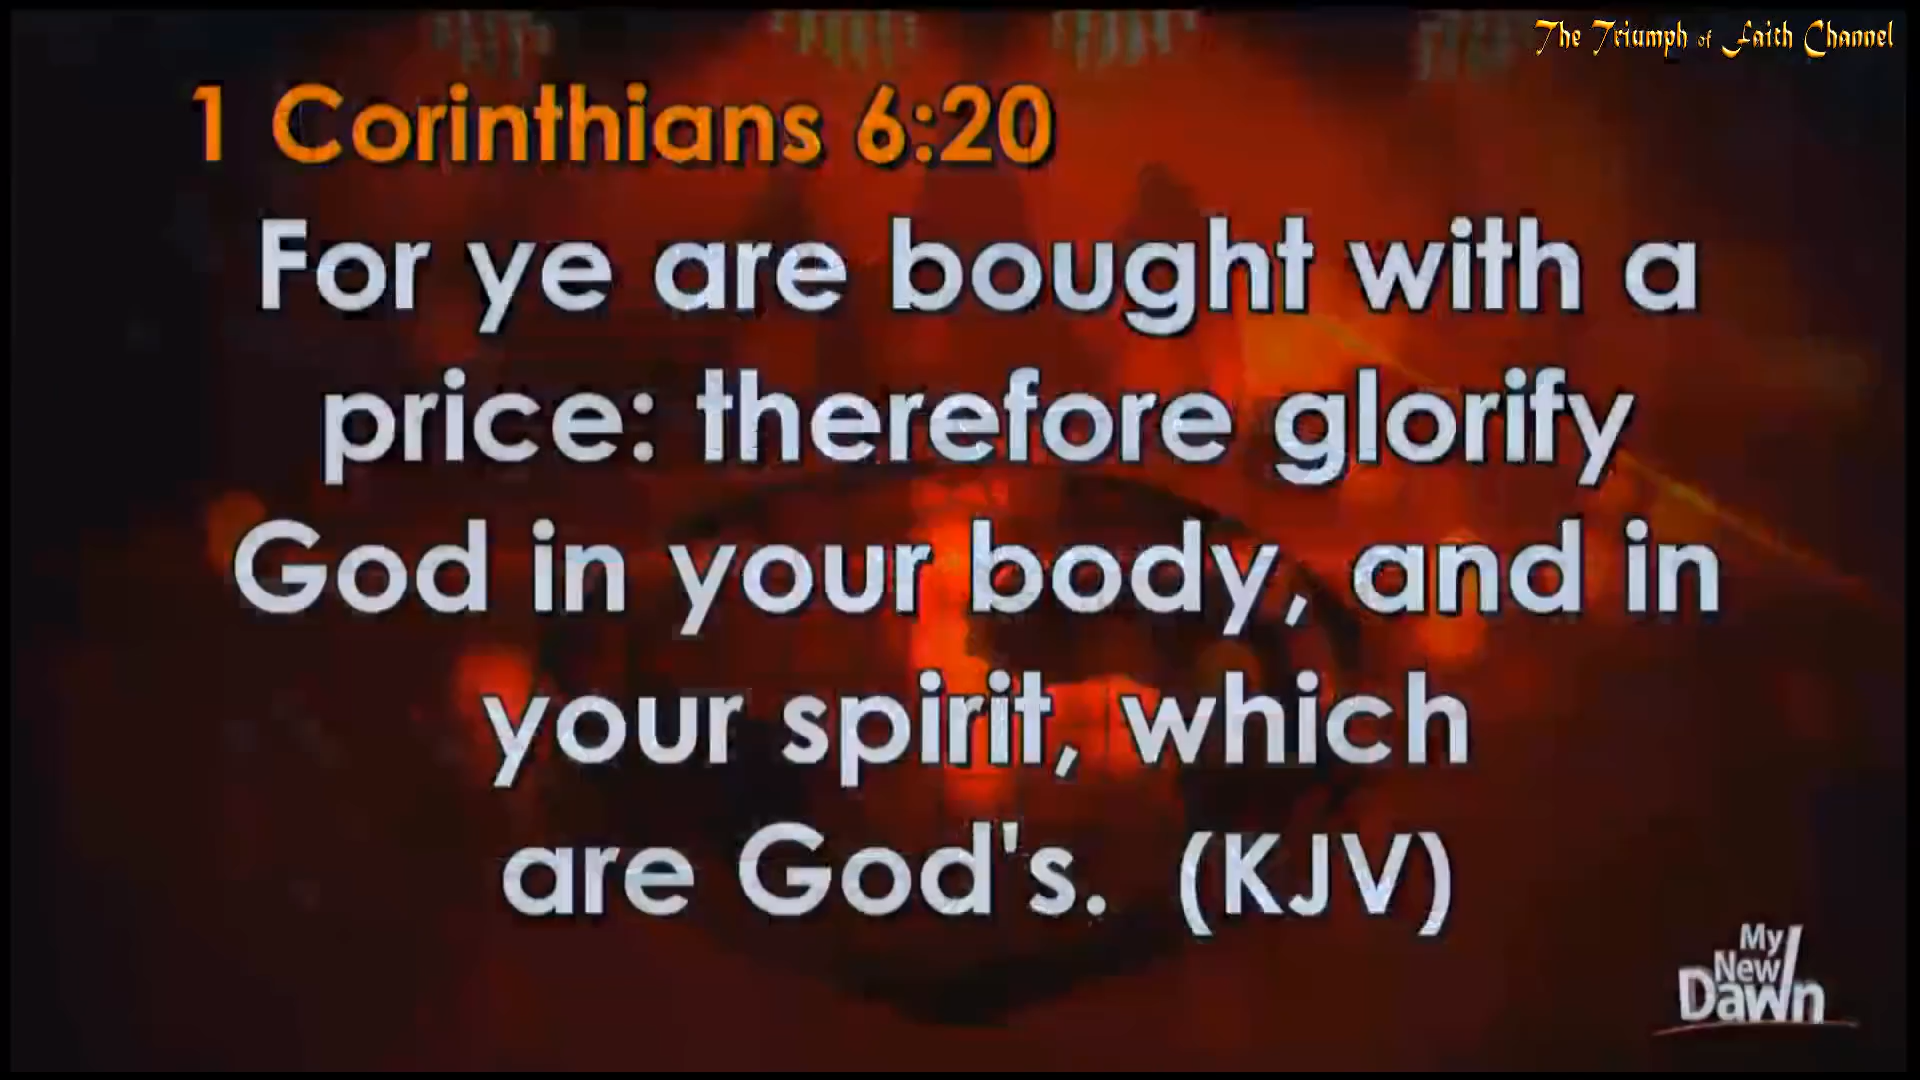 The Triumph of Faith Channel
1 Corinthians 6:20
For ye are bought with a
price: therefore glorify
God in your body, and in
your spirit, which
are God's. (KJV)
My
New
Dawn